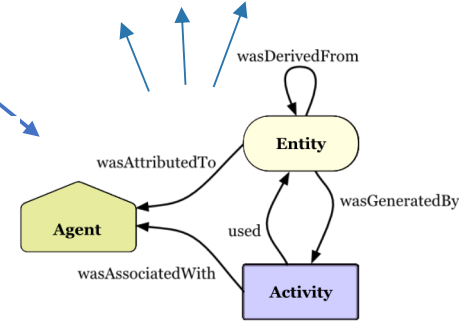 wasDerivedFrom
Entity
wasAttributedTo
wasGeneratedBy
used
Agent
wasAssociatedWith
Activity